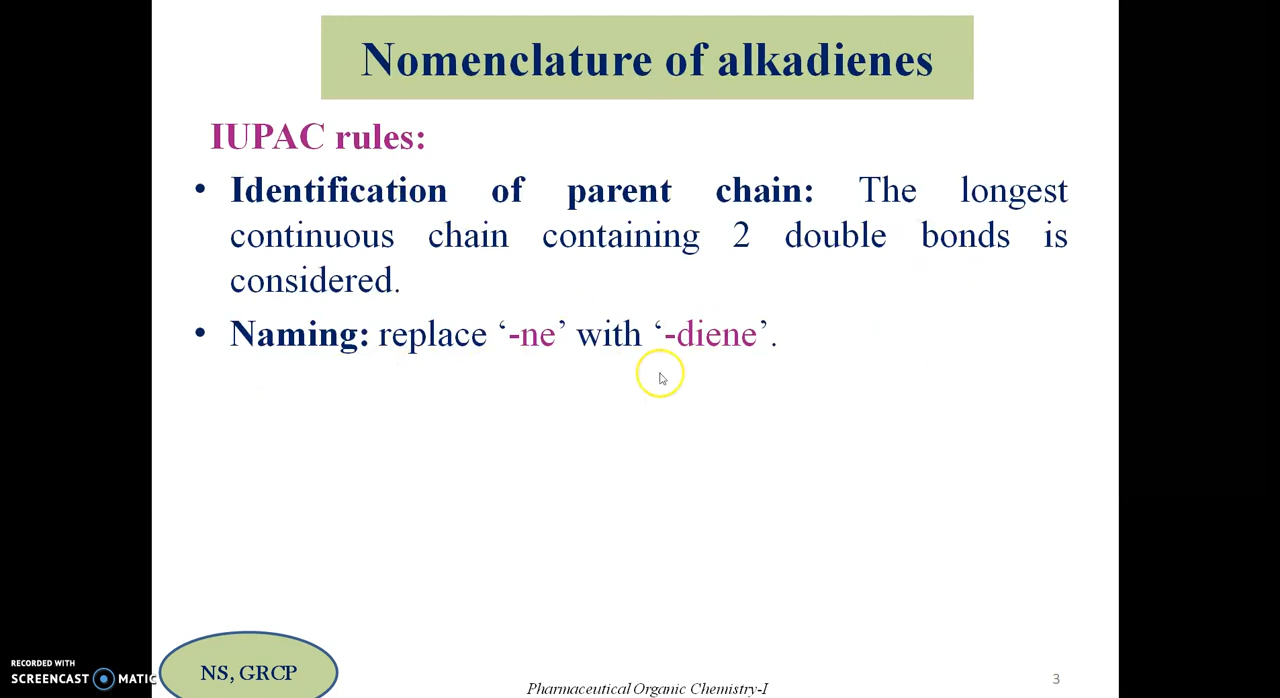 Nomenclature of alkadienes
IUPAC rules:
• Identification of parent chain: The longest
continuous chain containing 2 double bonds is
considered.
• Naming: replace ‘-ne’ with ‘-diene’.
RECORDED WITH
SCREENCAST MATIC
NS, GRCP
Pharmaceutical Organic Chemistry-I
3